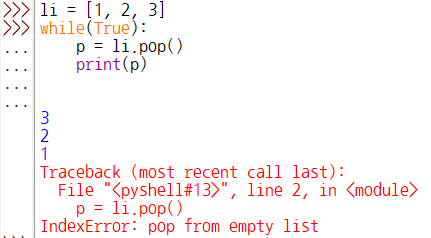 >>> li = [1, 2, 3]
>>> while(True):
...     p = li.pop()
...     print(p)
...
...
3
2
1
Traceback (most recent call last):
  File "<pyshell#13>", line 2, in <module>
    p = li.pop()
IndexError: pop from empty list